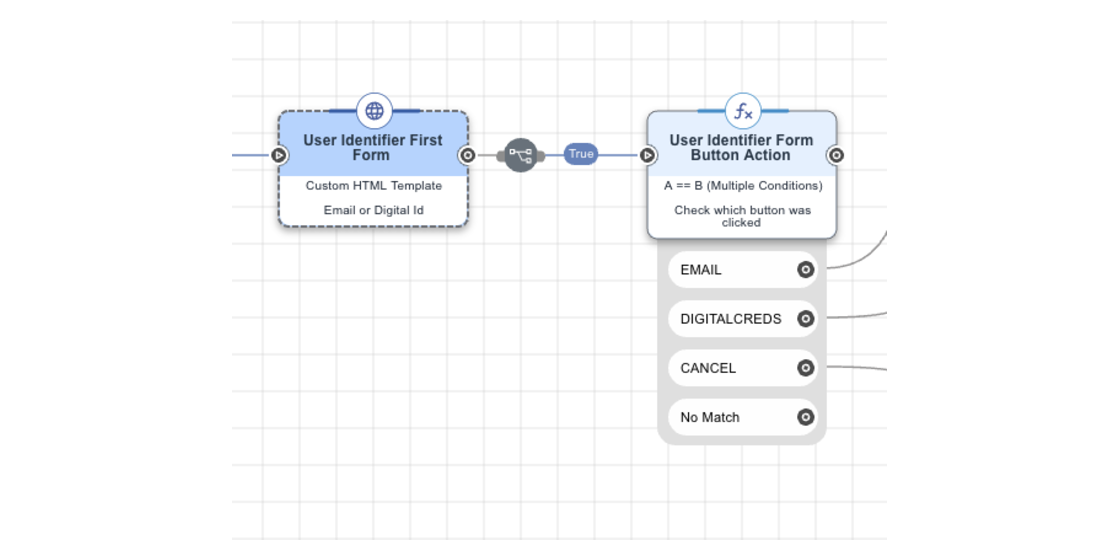 User Identifier First
Form
Custom HTML Template
Email or Digital Id
True
fx
User Identifier Form
Button Action
A == B (Multiple Conditions)
Check which button was
clicked
EMAIL
DIGITALCREDS
CANCEL
No Match